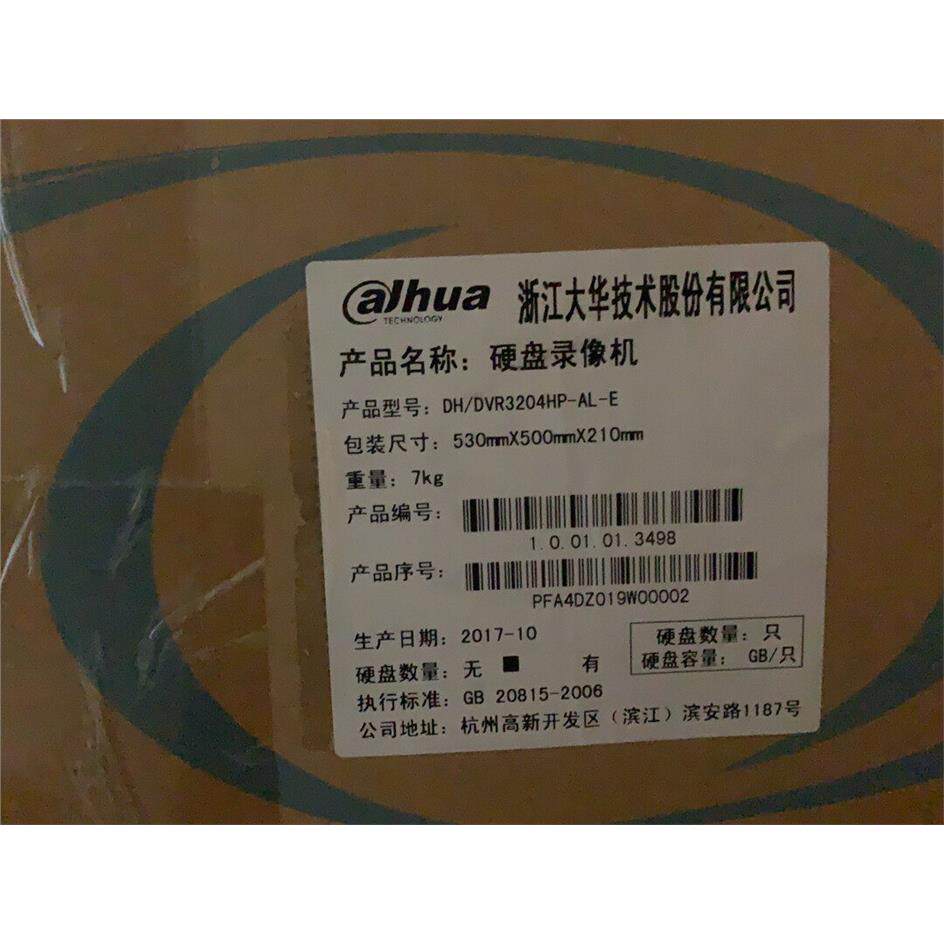 alhua 浙江大华技术股份有限公司
TECHNOLOGY
产品名称：硬盘录像机
产品型号：DH/DVR3204HP-AL-E
包装尺寸：530mmX500mmX210mm
重量：7kg
产品编号：
1.0.01.01.3498
产品序号：
PFA4DZ019W00002
生产日期：2017-10
硬盘数量：只
硬盘数量：无 ■ 有
硬盘容量： GB/只
执行标准：GB 20815-2006
公司地址：杭州高新开发区（滨江）滨安路1187号